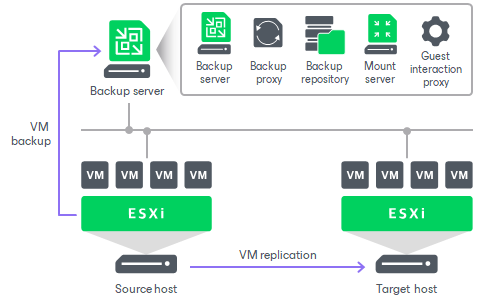 Backup server
Backup
server
Backup
proxy
Backup
repository
Mount
server
Guest
interaction
proxy
VM
backup
VM VM VM VM
VM VM VM VM
ESXi
ESXi
VM replication
Source host
Target host